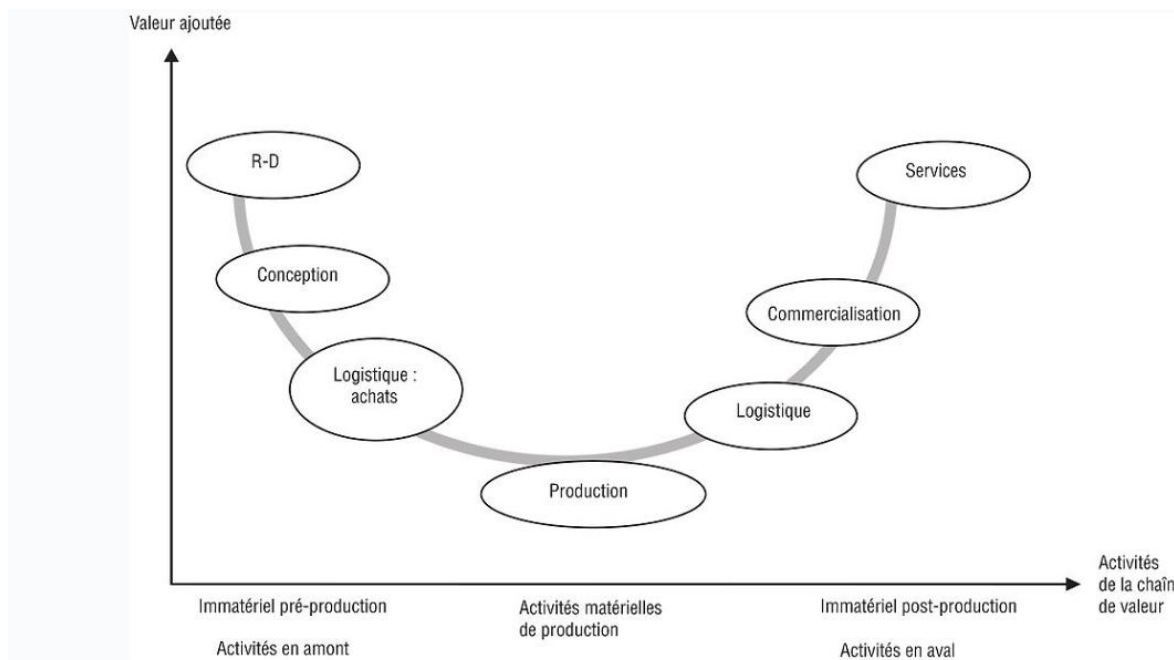 Valeur ajoutée
R-D
Services
Conception
Commercialisation
Logistique :
achats
Logistique
Production
Activités
de la chaîn
de valeur
Immatériel pré-production
Activités matérielles
de production
Immatériel post-production
Activités en amont
Activités en aval